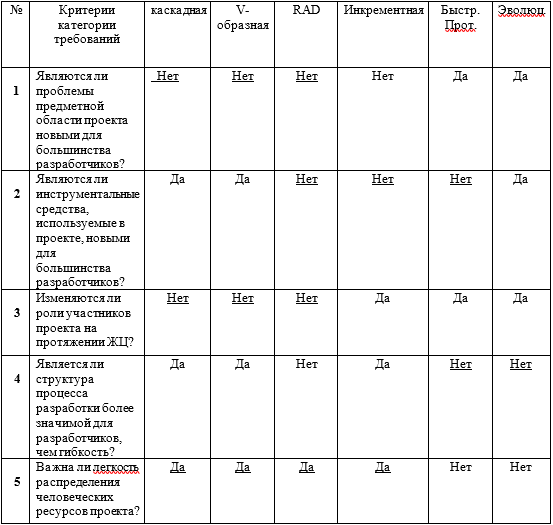 № Критерии категории требований каскадная V-образная RAD Инкрементная Быстр. Прот. Эволюц.
1 Являются ли проблемы предметной области проекта новыми для большинства разработчиков? Нет Нет Нет Нет Да Да
2 Являются ли инструментальные средства, используемые в проекте, новыми для большинства разработчиков? Да Да Нет Нет Нет Да
3 Изменяются ли роли участников проекта на протяжении ЖЦ? Нет Нет Нет Да Да Да
4 Является ли структура процесса разработки более значимой для разработчиков, чем гибкость? Да Да Нет Да Нет Нет
5 Важна ли легкость распределения человеческих ресурсов проекта? Да Да Да Да Нет Нет